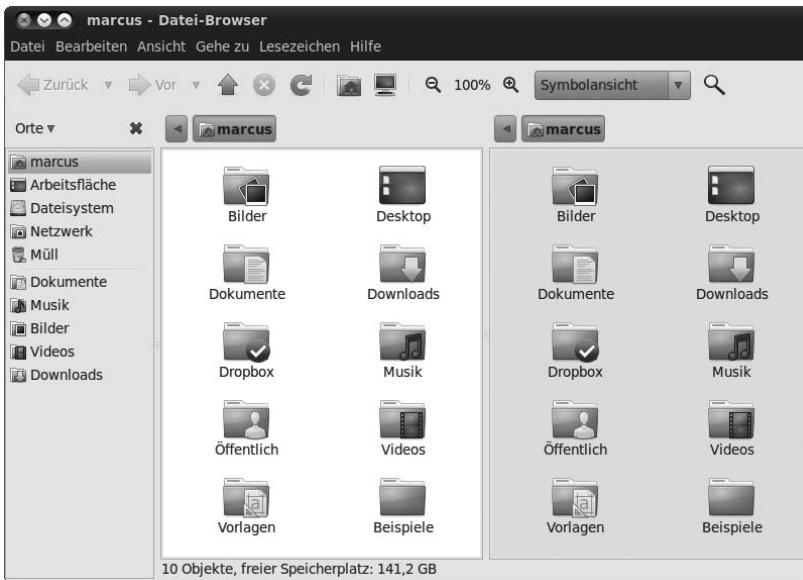 marcus - Datei-Browser
Datei Bearbeiten Ansicht Gehe zu Lesezeichen Hilfe
Zurück Vor 100% Symbolansicht
Orte
marcus
Arbeitsfläche
Dateisystem
Netzwerk
Müll
Dokumente
Musik
Bilder
Videos
Downloads
marcus
Bilder Desktop
Dokumente Downloads
Dropbox Musik
Öffentlich Videos
Vorlagen Beispiele
marcus
Bilder Desktop
Dokumente Downloads
Dropbox Musik
Öffentlich Videos
Vorlagen Beispiele
10 Objekte, freier Speicherplatz: 141,2 GB